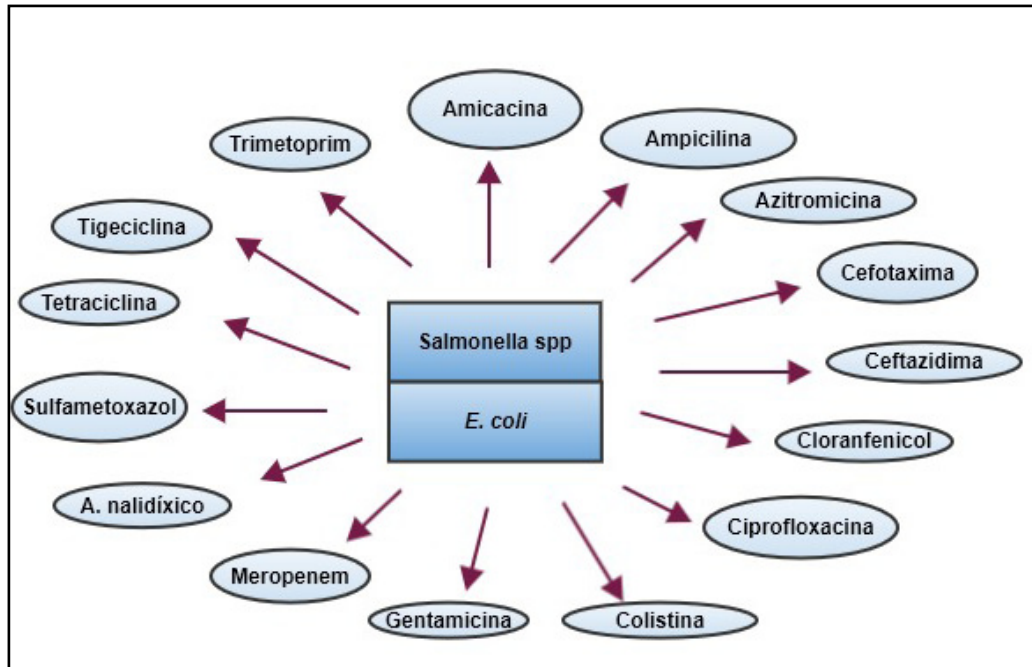 Amicacina
Ampicilina
Trimetoprim
Azitromicina
Tigeciclina
Cefotaxima
Tetraciclina
Salmonella spp
Ceftazidima
Sulfametoxazol
E. coli
Cloranfenicol
A. nalidíxico
Ciprofloxacina
Meropenem
Gentamicina
Colistina